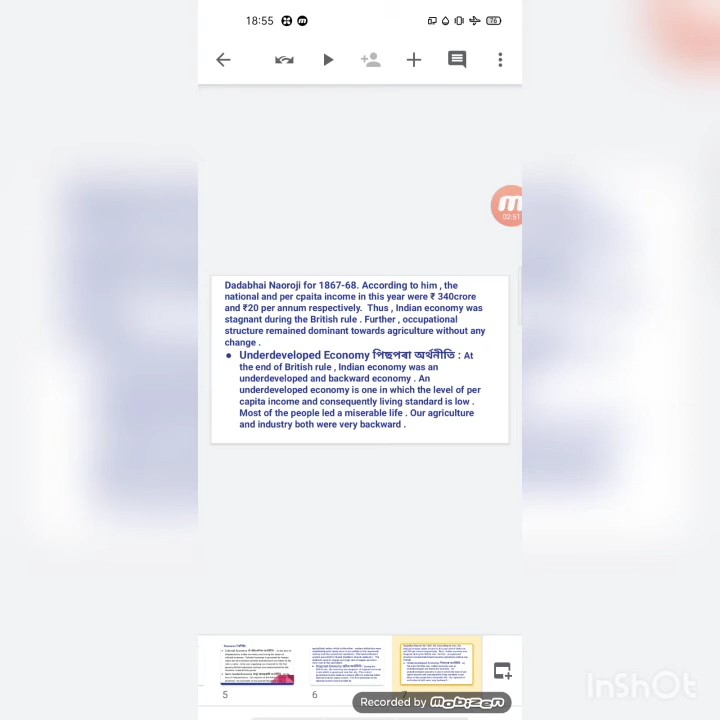 18:55
76
02:51
Dadabhai Naoroji for 1867-68. According to him , the
national and per cpaita income in this year were ₹ 340crore
and ₹20 per annum respectively. Thus , Indian economy was
stagnant during the British rule . Further , occupational
structure remained dominant towards agriculture without any
change .
● Underdeveloped Economy পিছপৰা অৰ্থনীতি : At
the end of British rule , Indian economy was an
underdeveloped and backward economy . An
underdeveloped economy is one in which the level of per
capita income and consequently living standard is low .
Most of the people led a miserable life . Our agriculture
and industry both were very backward .
5
6
7
Recorded by mobizen
InShOt